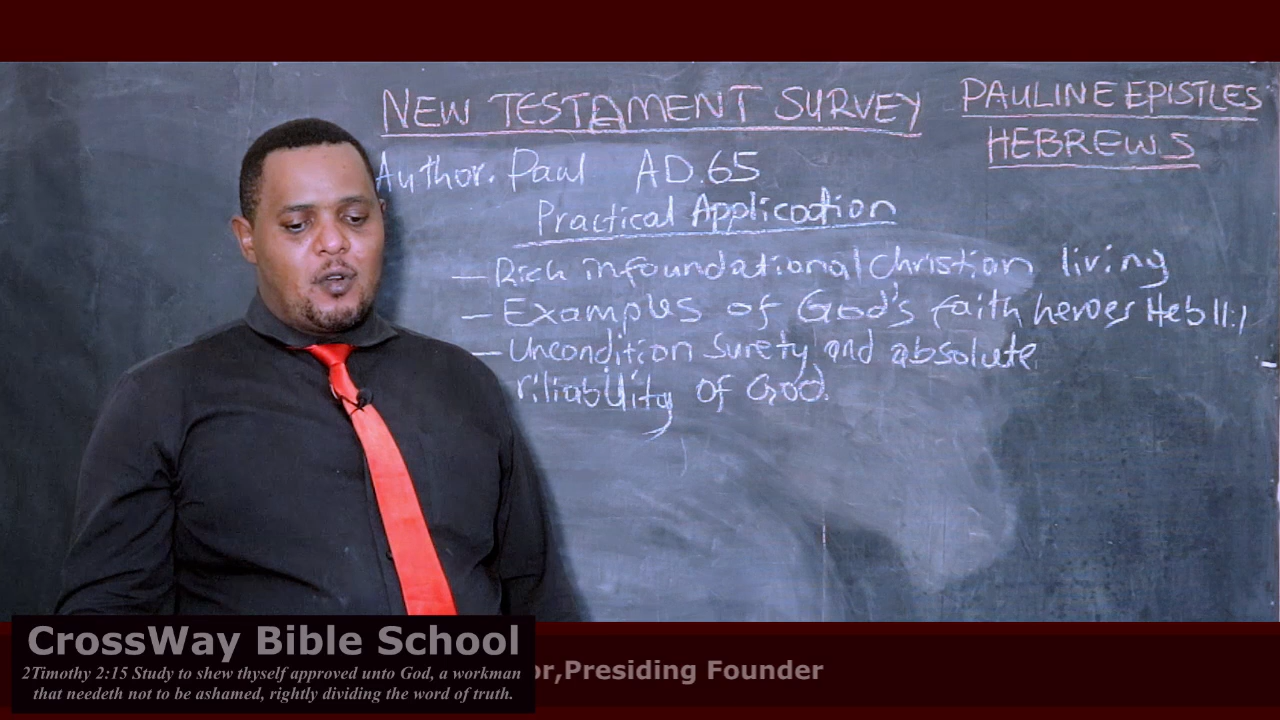 NEW TESTAMENT SURVEY
PAULINE EPISTLES
HEBREWS
Author. Paul AD.65
Practical Application
— Rich in foundational Christian living
— Examples of God's faith heroes Heb 11:1
— Uncondition surety and absolute
riliability of God.
CrossWay Bible School
2Timothy 2:15 Study to shew thyself approved unto God, a workman
that needeth not to be ashamed, rightly dividing the word of truth.
or,Presiding Founder